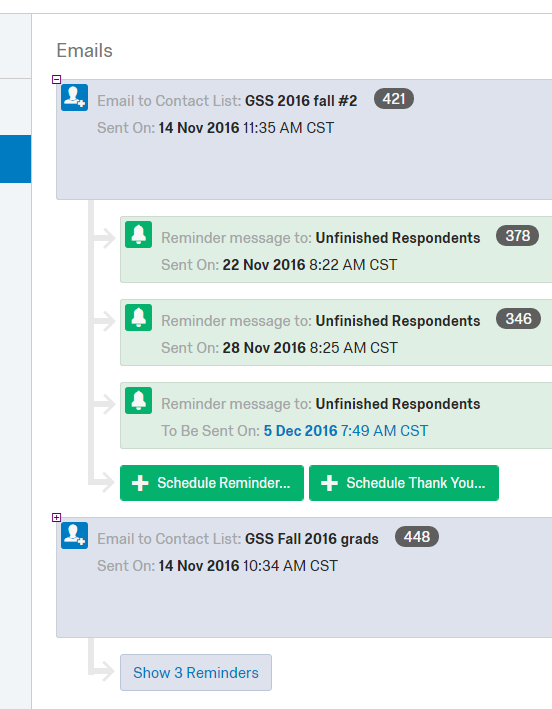 Emails
Email to Contact List: GSS 2016 fall #2 421
Sent On: 14 Nov 2016 11:35 AM CST
Reminder message to: Unfinished Respondents 378
Sent On: 22 Nov 2016 8:22 AM CST
Reminder message to: Unfinished Respondents 346
Sent On: 28 Nov 2016 8:25 AM CST
Reminder message to: Unfinished Respondents
To Be Sent On: 5 Dec 2016 7:49 AM CST
Schedule Reminder... Schedule Thank You...
Email to Contact List: GSS Fall 2016 grads 448
Sent On: 14 Nov 2016 10:34 AM CST
Show 3 Reminders